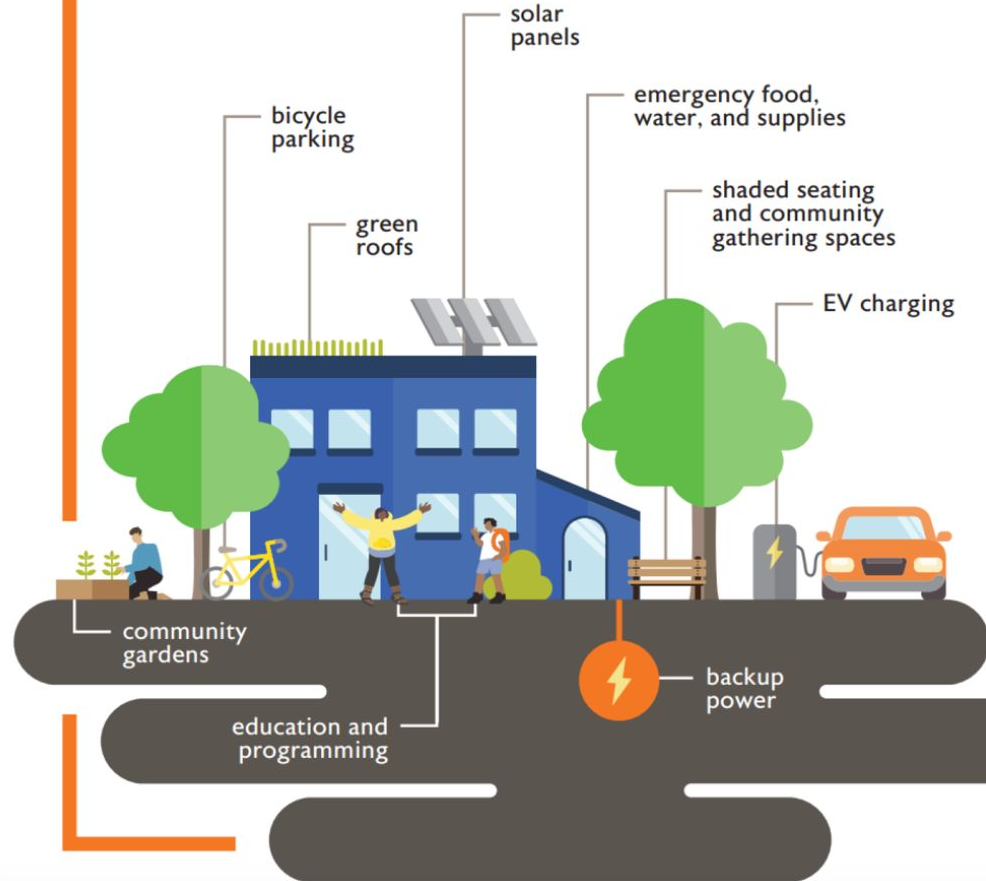 solar
panels
emergency food,
water, and supplies
bicycle
parking
shaded seating
and community
gathering spaces
green
roofs
EV charging
community
gardens
backup
power
education and
programming